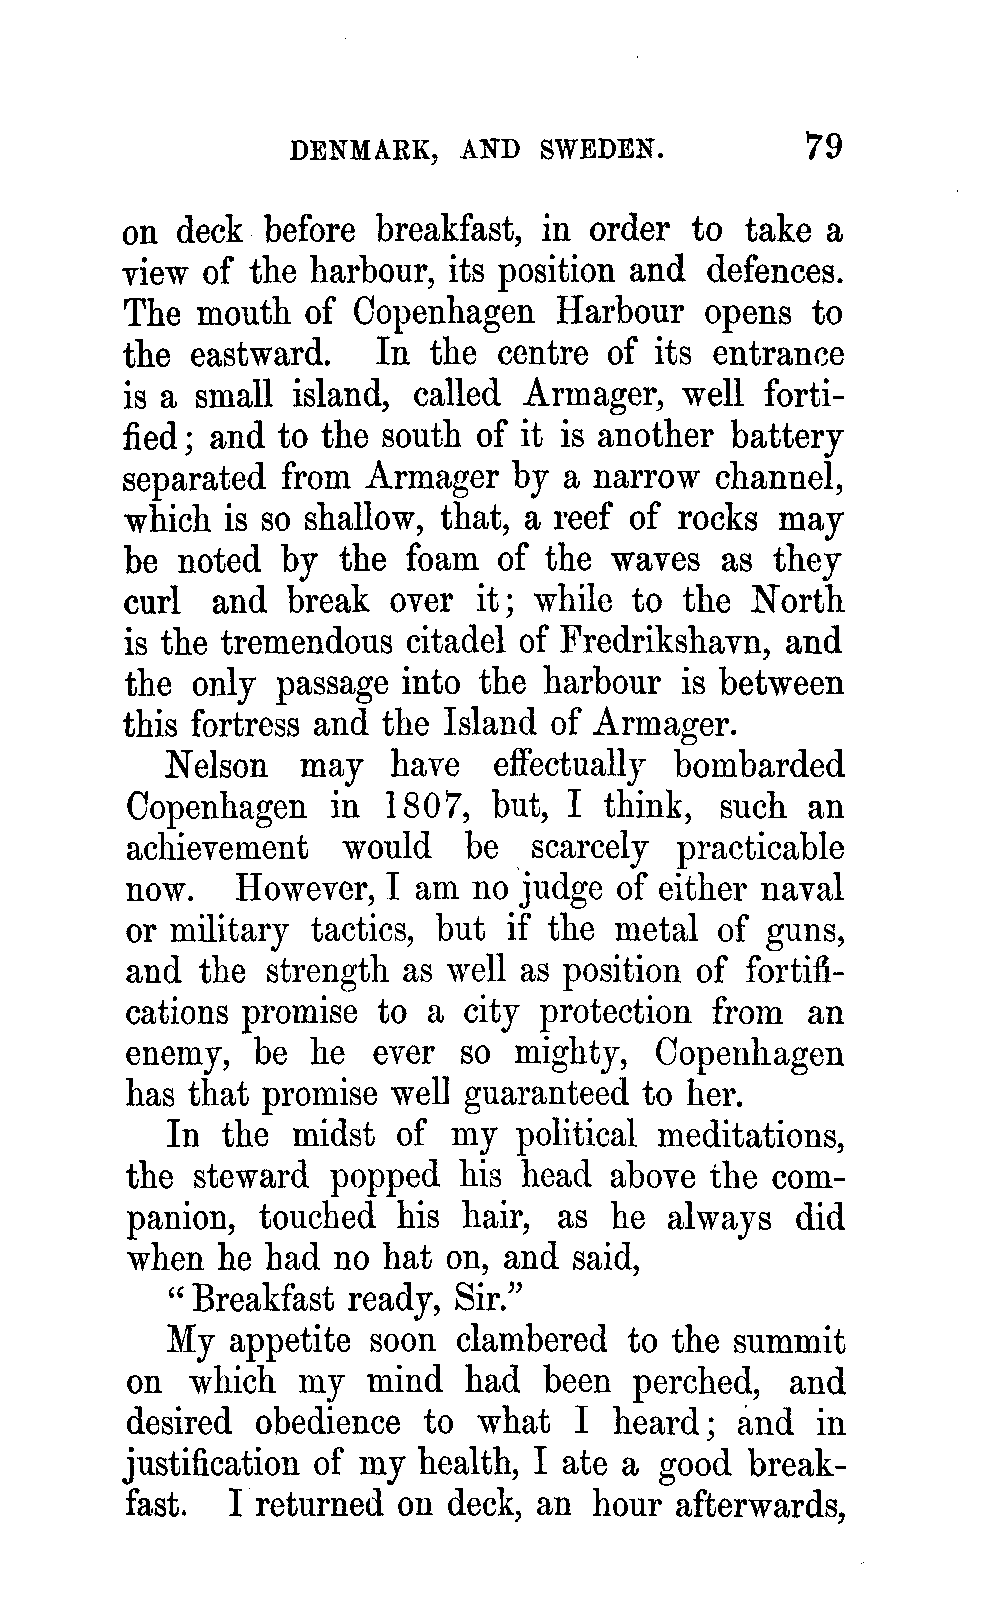 DENMARK, AND SWEDEN. 79
on deck before breakfast, in order to take a
view of the harbour, its position and defences.
The mouth of Copenhagen Harbour opens to
the eastward. In the centre of its entrance
is a small island, called Armager, well forti-
fied; and to the south of it is another battery
separated from Armager by a narrow channel,
which is so shallow, that, a reef of rocks may
be noted by the foam of the waves as they
curl and break over it; while to the North
is the tremendous citadel of Fredrikshavn, and
the only passage into the harbour is between
this fortress and the Island of Armager.
Nelson may have effectually bombarded
Copenhagen in 1807, but, I think, such an
achievement would be scarcely practicable
now. However, I am no judge of either naval
or military tactics, but if the metal of guns,
and the strength as well as position of fortifi-
cations promise to a city protection from an
enemy, be he ever so mighty, Copenhagen
has that promise well guaranteed to her.
In the midst of my political meditations,
the steward popped his head above the com-
panion, touched his hair, as he always did
when he had no hat on, and said,
"Breakfast ready, Sir."
My appetite soon clambered to the summit
on which my mind had been perched, and
desired obedience to what I heard; and in
justification of my health, I ate a good break-
fast. I returned on deck, an hour afterwards,